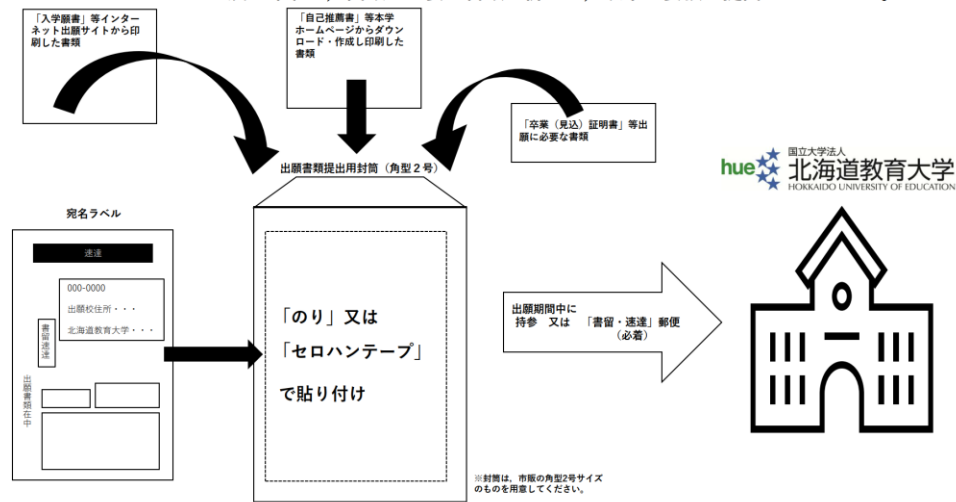 「入学願書」等インター
ネット出願サイトから印
刷した書類
「自己推薦書」等本学
ホームページからダウン
ロード・作成し印刷した
書類
「卒業（見込）証明書」等出
願に必要な書類
出願書類提出用封筒（角型２号）
国立大学法人
hue 北海道教育大学
HOKKAIDO UNIVERSITY OF EDUCATION
宛名ラベル
速達
000-0000
出願校住所・・・
北海道教育大学・・・
書留速達
出願書類在中
「のり」又は
「セロハンテープ」
で貼り付け
出願期間中に
持参　又は　「書留・速達」郵便
（必着）
※封筒は、市販の角型2号サイズ
のものを用意してください。